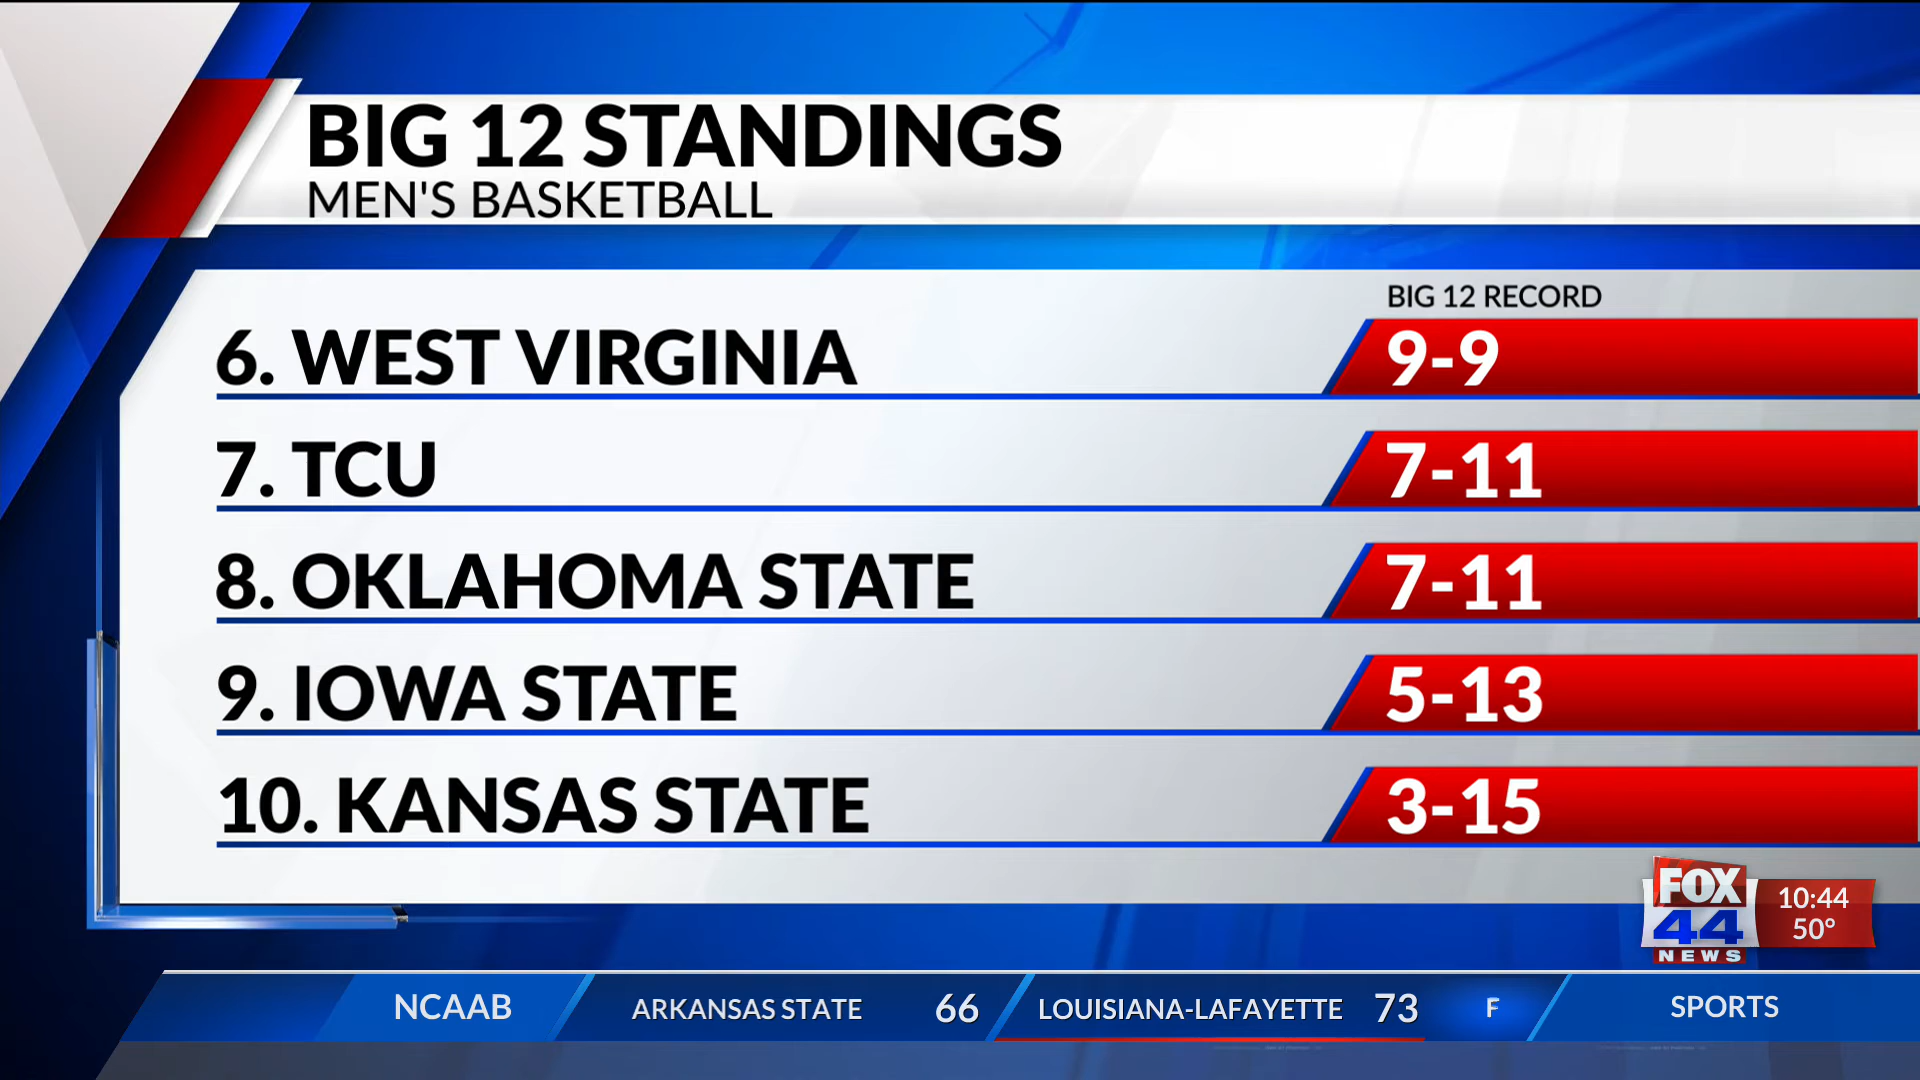 BIG 12 STANDINGS
MEN'S BASKETBALL
BIG 12 RECORD
6. WEST VIRGINIA 9-9
7. TCU 7-11
8. OKLAHOMA STATE 7-11
9. IOWA STATE 5-13
10. KANSAS STATE 3-15
FOX
44
NEWS
10:44
50°
NCAAB ARKANSAS STATE 66 LOUISIANA-LAFAYETTE 73 F SPORTS